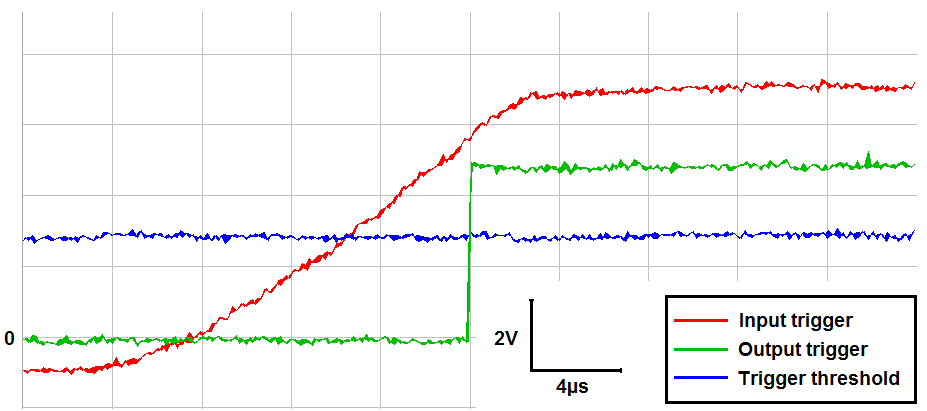 0
2V
4µs
Input trigger
Output trigger
Trigger threshold